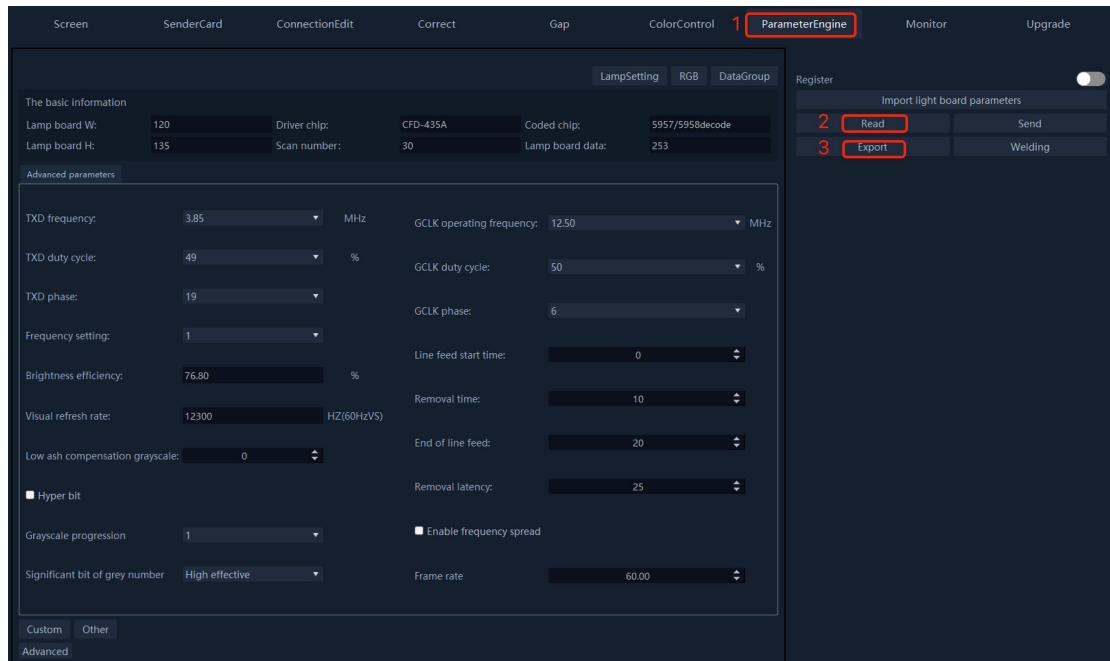 Screen SenderCard ConnectionEdit Correct Gap ColorControl 1 ParameterEngine Monitor Upgrade
LampSetting RGB DataGroup
Register
The basic information
Import light board parameters
Lamp board W: 120 Driver chip: CFD-435A Coded chip: 5957/5958decode
2 Read Send
Lamp board H: 135 Scan number: 30 Lamp board data: 253
3 Export Welding
Advanced parameters
TXD frequency: 3.85 MHz
GCLK operating frequency: 12.50 MHz
TXD duty cycle: 49 %
GCLK duty cycle: 50 %
TXD phase: 19
GCLK phase: 6
Frequency setting: 1
Line feed start time: 0
Brightness efficiency: 76.80 %
Removal time: 10
Visual refresh rate: 12300 HZ(60HzVS)
End of line feed: 20
Low ash compensation grayscale: 0
Removal latency: 25
Hyper bit
Enable frequency spread
Grayscale progression 1
Significant bit of grey number High effective
Frame rate 60.00
Custom Other
Advanced